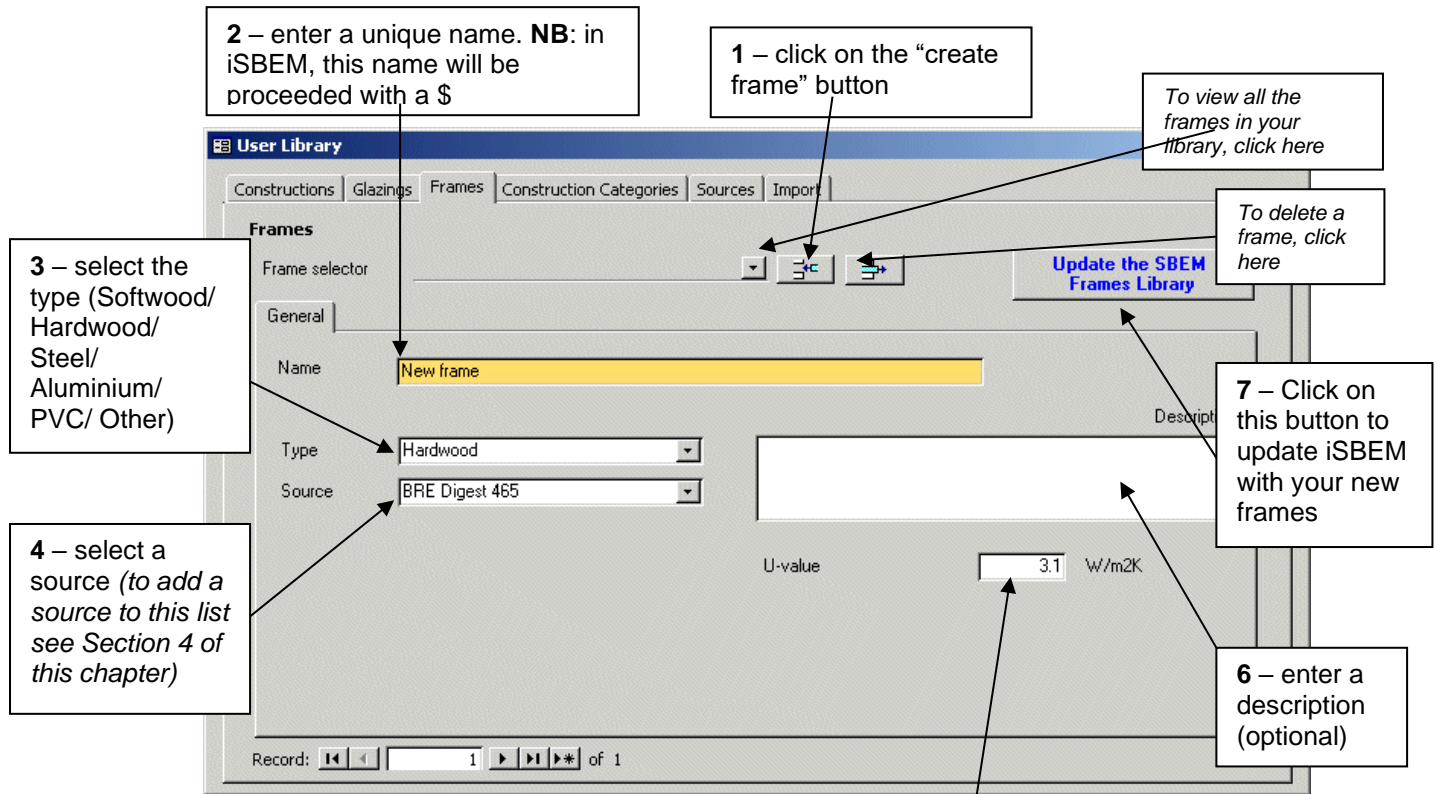 2 – enter a unique name. NB: in
iSBEM, this name will be
proceeded with a $
1 – click on the “create
frame” button
To view all the
frames in your
library, click here
User Library
Constructions
Glazings
Frames
Construction Categories
Sources
Import
Frames
To delete a
frame, click
here
3 – select the
type (Softwood/
Hardwood/
Steel/
Aluminium/
PVC/ Other)
Frame selector
Update the SBEM
Frames Library
General
Name
New frame
7 – Click on
this button to
update iSBEM
with your new
frames
Descript
Type
Hardwood
Source
BRE Digest 465
4 – select a
source (to add a
source to this list
see Section 4 of
this chapter)
U-value
3.1 W/m2K
6 – enter a
description
(optional)
Record: 1 of 1